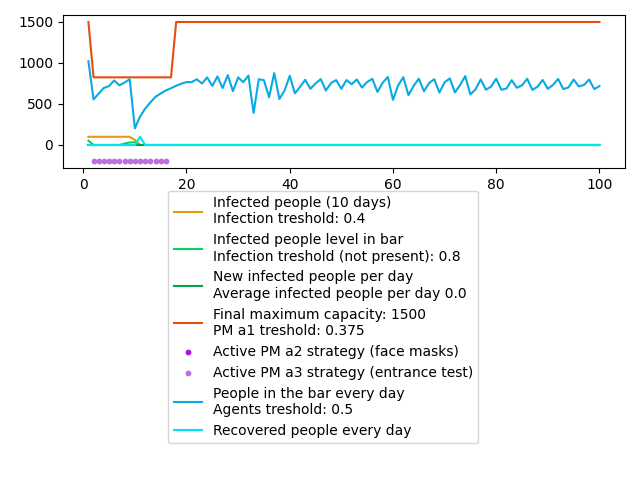 1500
1000
500
0
0 20 40 60 80 100
Infected people (10 days)
Infection treshold: 0.4
Infected people level in bar
Infection treshold (not present): 0.8
New infected people per day
Average infected people per day 0.0
Final maximum capacity: 1500
PM a1 treshold: 0.375
Active PM a2 strategy (face masks)
Active PM a3 strategy (entrance test)
People in the bar every day
Agents treshold: 0.5
Recovered people every day